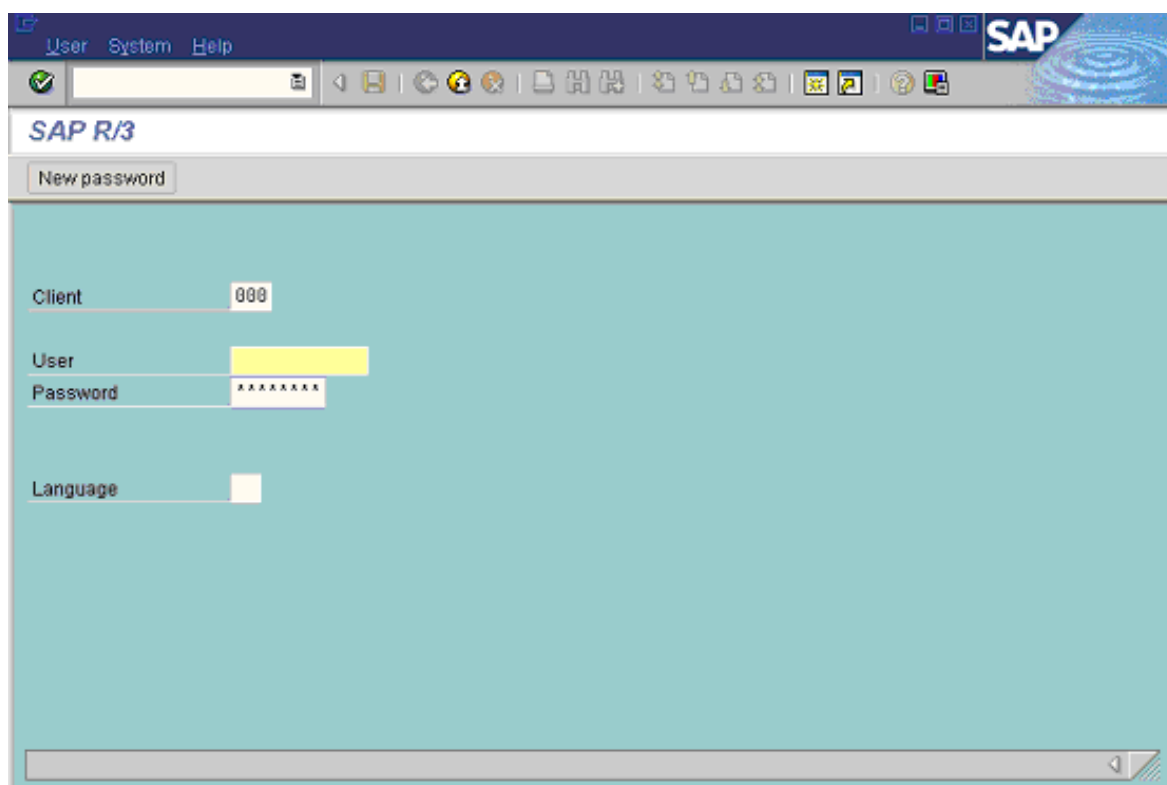 User System Help
SAP
SAP R/3
New password
Client 000
User
Password ********
Language